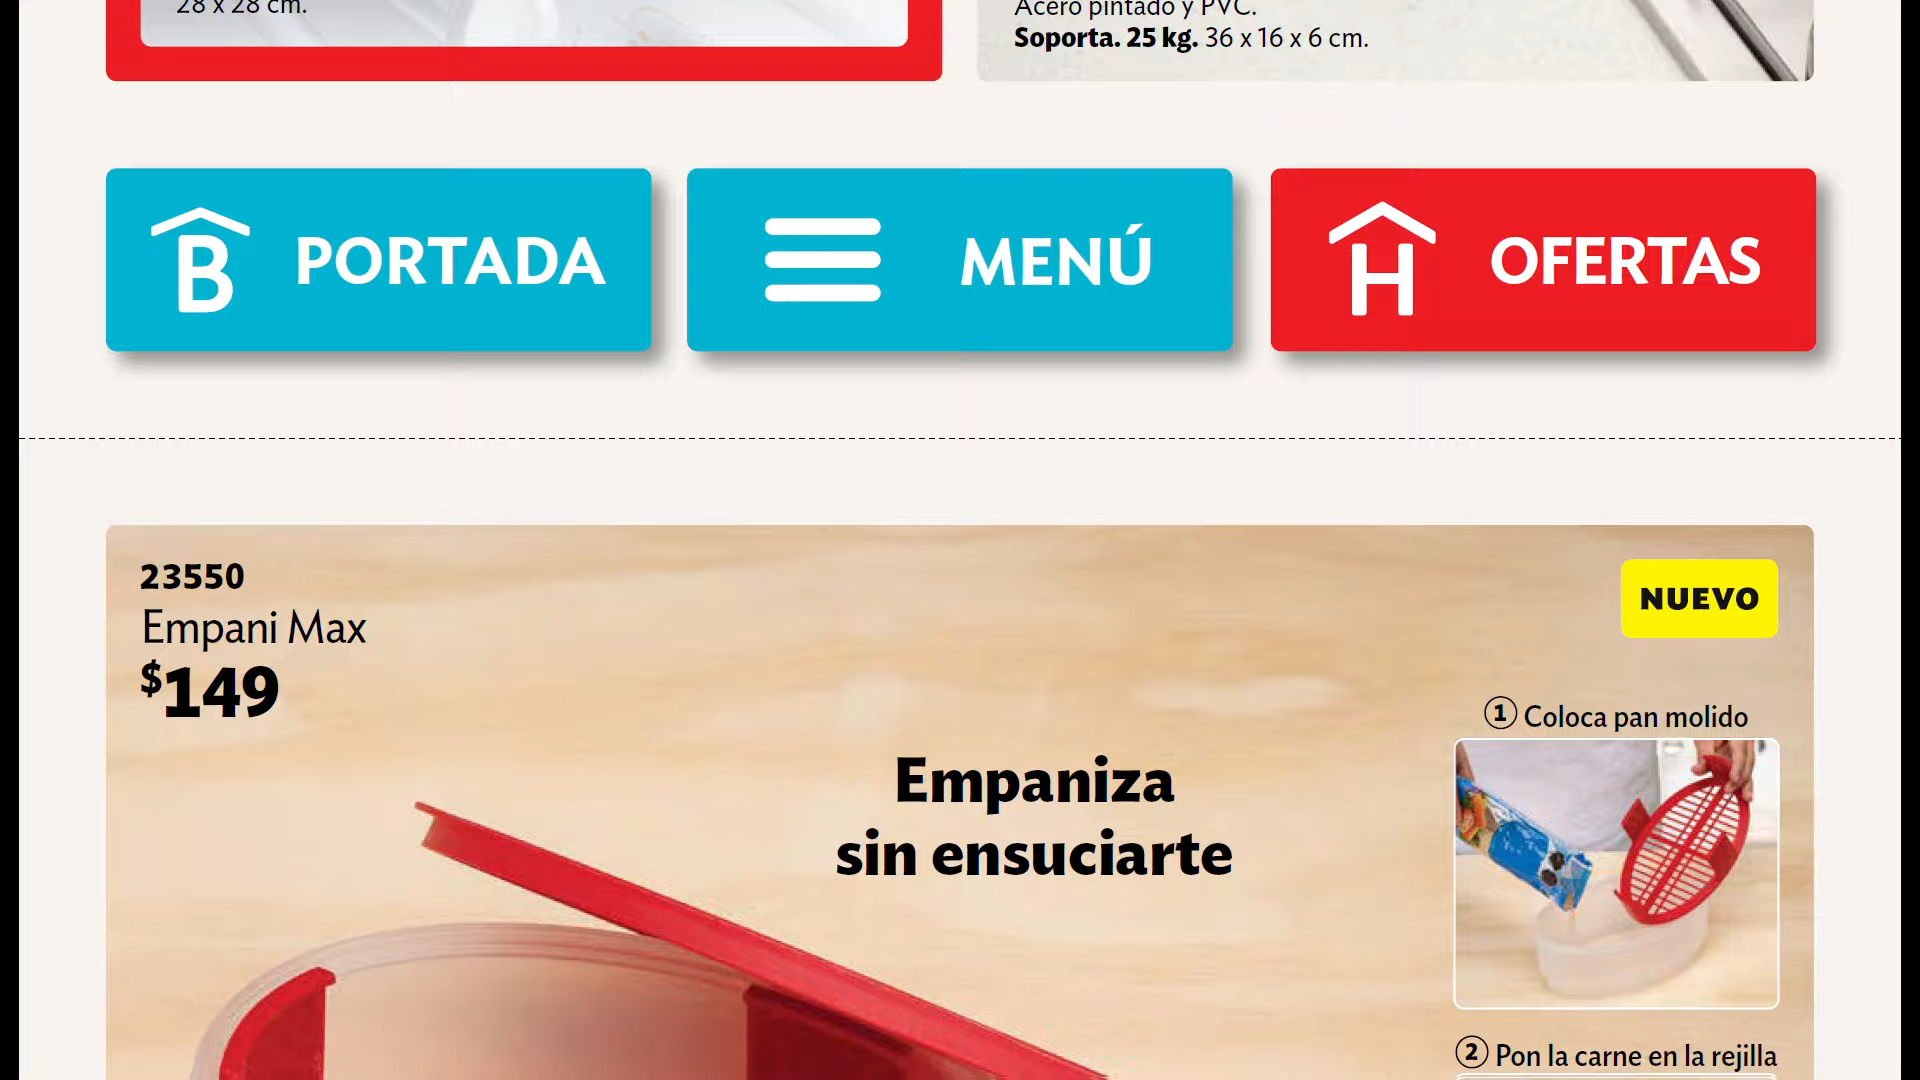 28 x 28 cm.
Acero pintado y PVC.
Soporta. 25 kg. 36 x 16 x 6 cm.
B PORTADA
MENÚ
H OFERTAS
23550
Empani Max
$149
NUEVO
Empaniza
sin ensuciarte
1 Coloca pan molido
2 Pon la carne en la rejilla